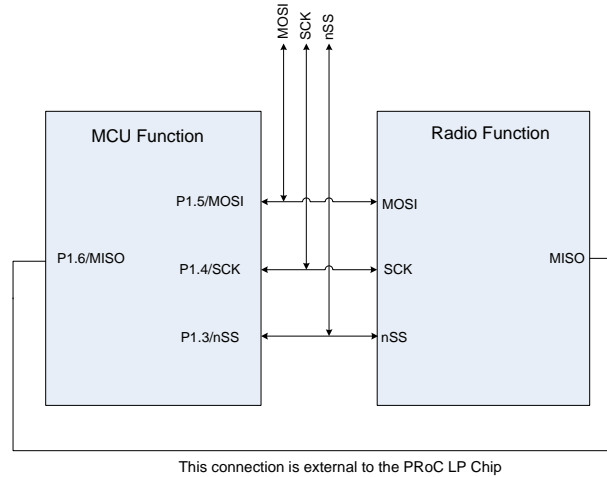 MOSI
SCK
nSS
MCU Function
Radio Function
P1.5/MOSI
MOSI
P1.6/MISO
P1.4/SCK
SCK
MISO
P1.3/nSS
nSS
This connection is external to the PRoC LP Chip